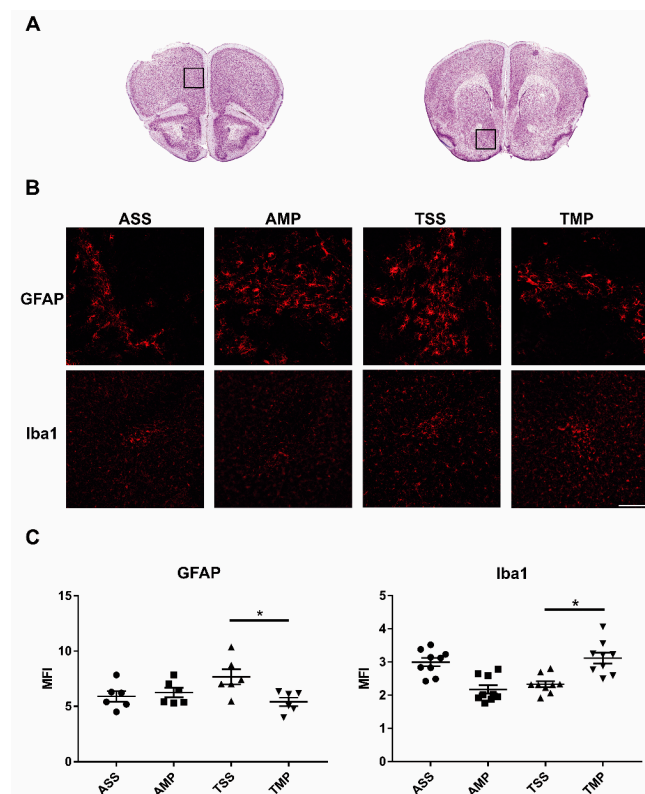 A
B
ASS AMP TSS TMP
GFAP
Iba1
C
GFAP Iba1
15
10
5
0
MFI
*
ASS AMP TSS TMP
5
4
3
2
1
0
MFI
*
ASS AMP TSS TMP